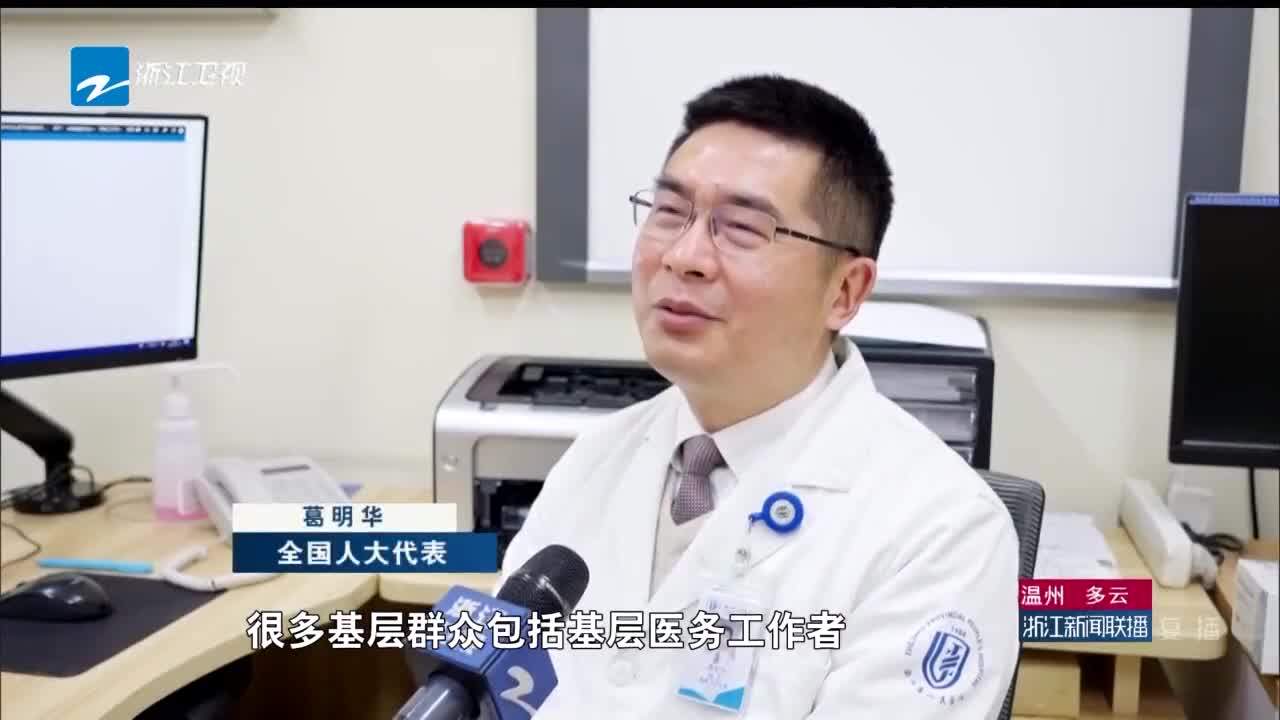 浙江卫视
葛明华
全国人大代表
很多基层群众包括基层医务工作者
温州 多云
浙江新闻联播
复播